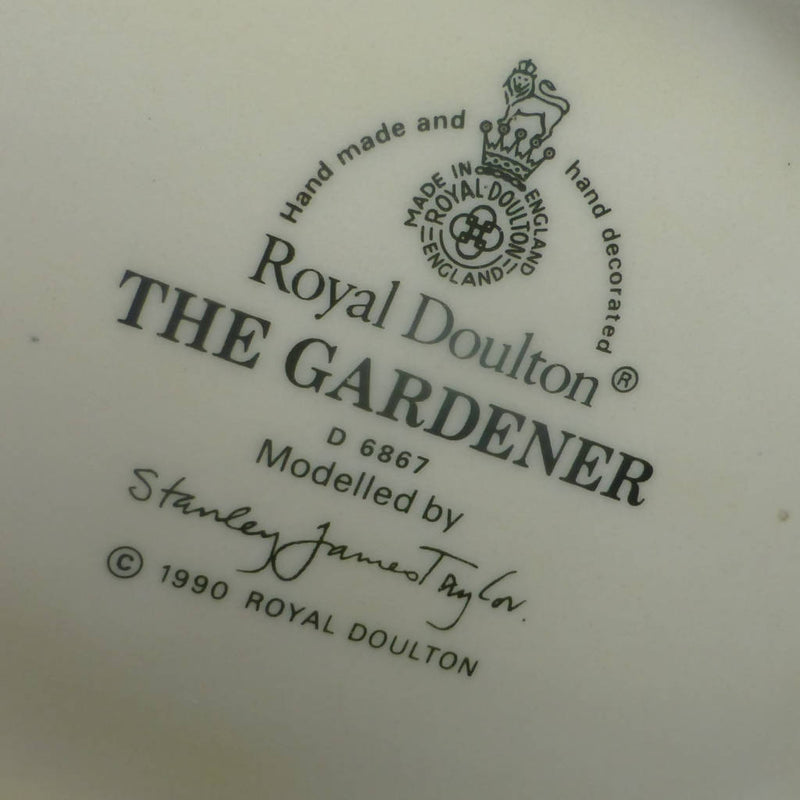 Hand made and hand decorated
MADE IN ENGLAND
ROYAL·DOULTON
ENGLAND
Royal Doulton ®
THE GARDENER
D 6867
Modelled by
Stanley James Taylor.
© 1990 ROYAL DOULTON